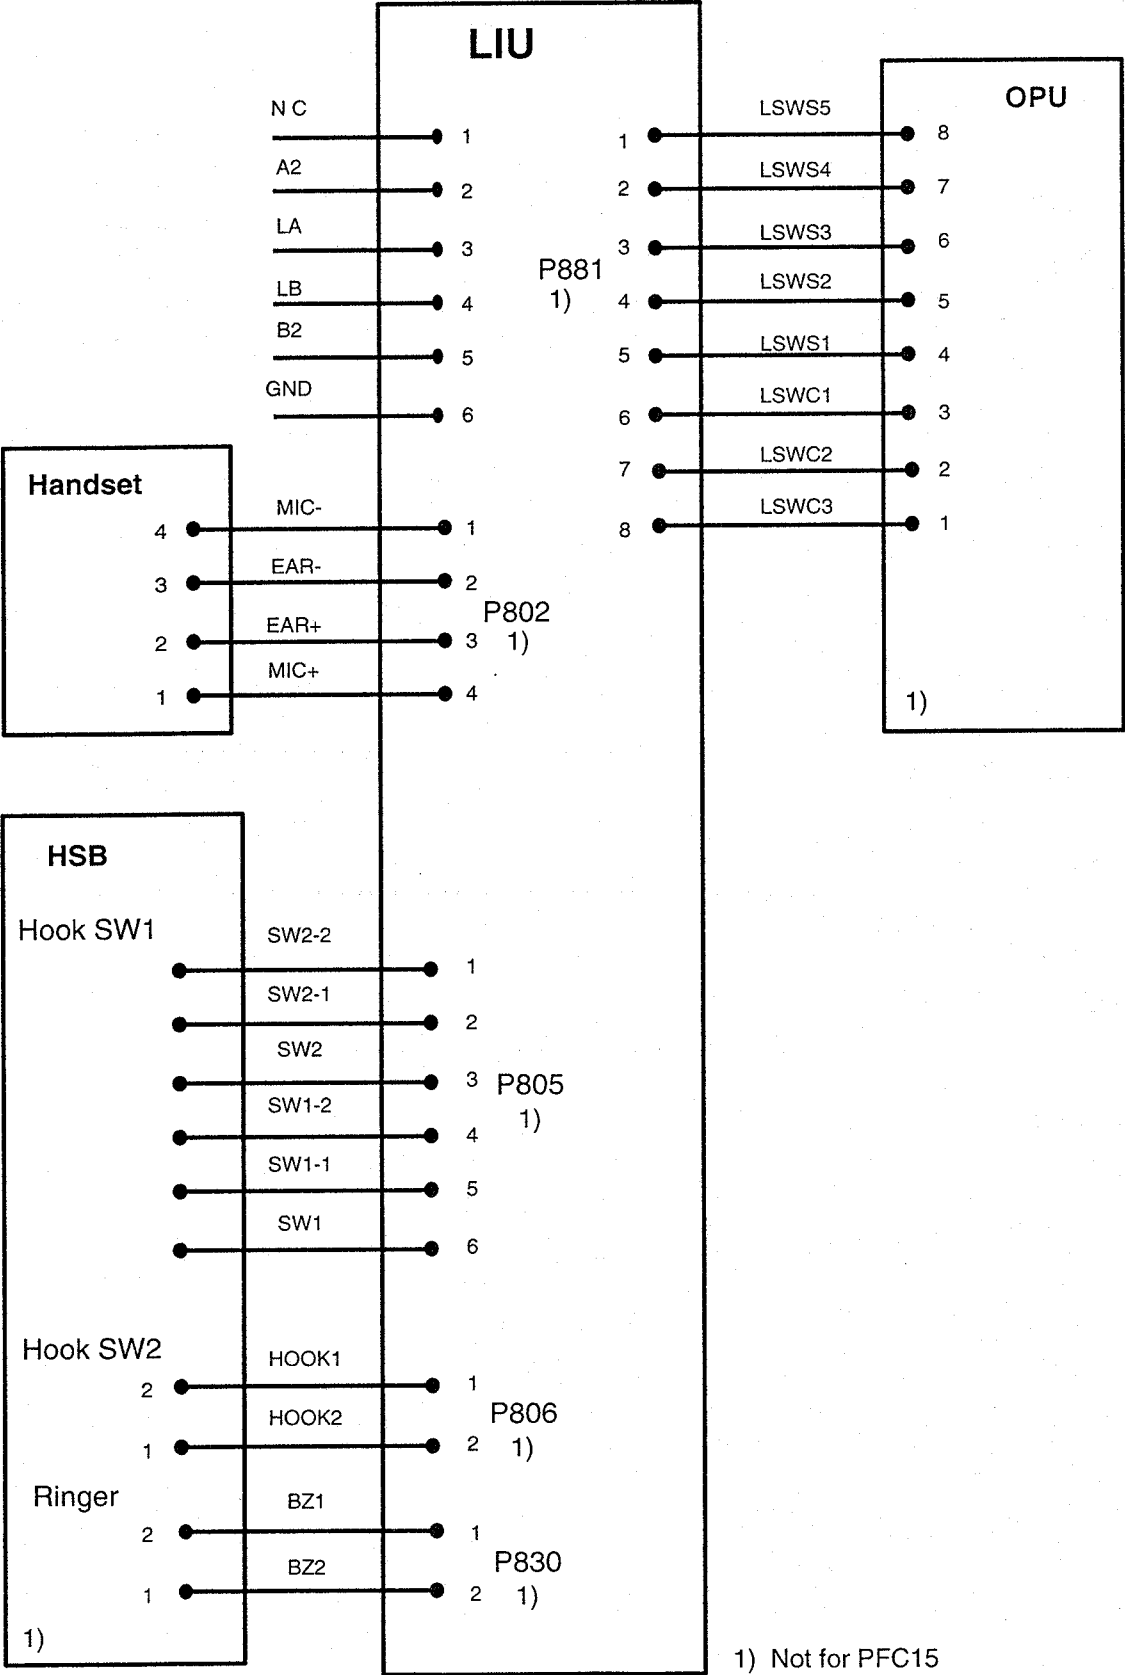 LIU
OPU
N C 1
A2 2
LA 3
LB 4
B2 5
GND 6
1 LSWS5 8
2 LSWS4 7
3 LSWS3 6
P881
1)
4 LSWS2 5
5 LSWS1 4
6 LSWC1 3
7 LSWC2 2
8 LSWC3 1
1)
Handset
4 MIC- 1
3 EAR- 2
P802
1)
2 EAR+ 3
1 MIC+ 4
HSB
Hook SW1
SW2-2 1
SW2-1 2
SW2 3
P805
1)
SW1-2 4
SW1-1 5
SW1 6
Hook SW2
2 HOOK1 1
P806
1)
1 HOOK2 2
Ringer
2 BZ1 1
P830
1)
1 BZ2 2
1)
1) Not for PFC15